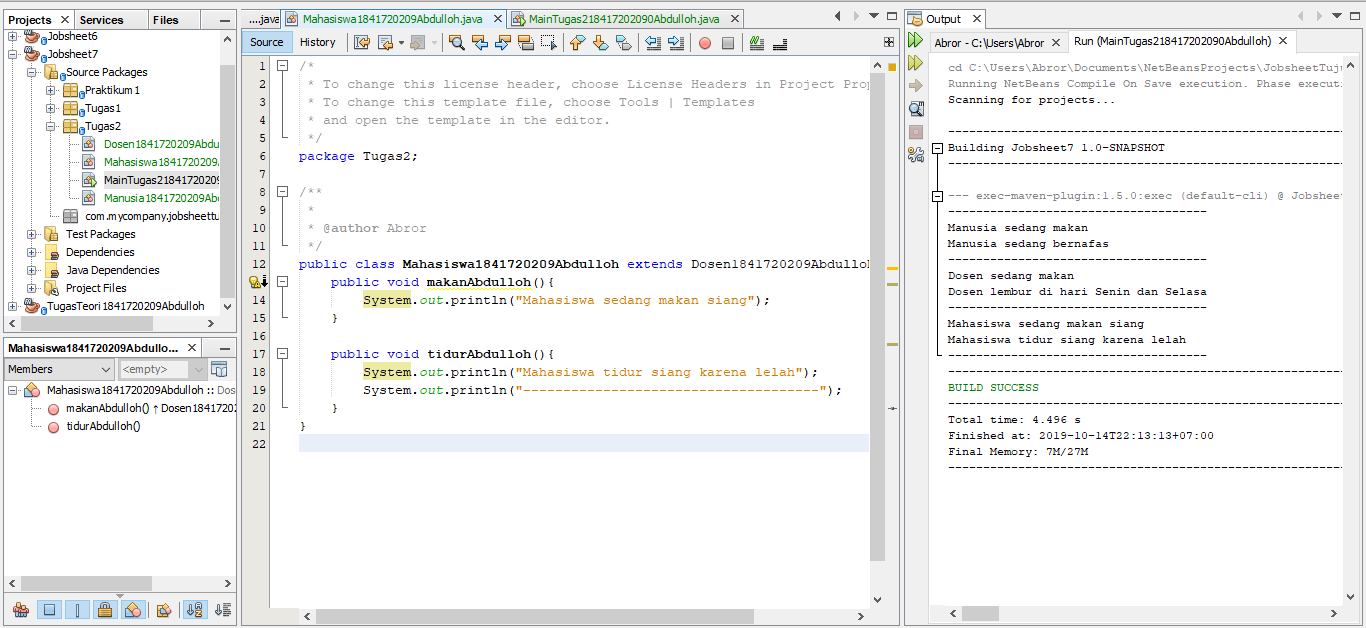 Projects
Services
Files
Jobsheet6
Jobsheet7
Source Packages
Praktikum1
Tugas1
Tugas2
Dosen1841720209Abdu
Mahasiswa1841720209.
MainTugas2184172020
Manusia1841720209Ab
com.mycompany.jobsheettu
Test Packages
Dependencies
Java Dependencies
Project Files
TugasTeori1841720209Abdulloh
Mahasiswa1841720209Abdullo...
Members
<empty>
Mahasiswa1841720209Abdulloh :: Dos
makanAbdulloh() ↑ Dosen184172
tidurAbdulloh()
....java
Mahasiswa1841720209Abdulloh.java
MainTugas218417202090Abdulloh.java
Source
History
1 /*
2 * To change this license header, choose License Headers in Project Pro
3 * To change this template file, choose Tools | Templates
4 * and open the template in the editor.
5 */
6 package Tugas2;
7
8 /**
9 *
10 * @author Abror
11 */
12 public class Mahasiswa1841720209Abdulloh extends Dosen1841720209Abdulloh
public void makanAbdulloh(){
14 System.out.println("Mahasiswa sedang makan siang");
15 }
16
17 public void tidurAbdulloh(){
18 System.out.println("Mahasiswa tidur siang karena lelah");
19 System.out.println("-------------------------------------");
20 }
21 }
22
Output
Abror - C:\Users\Abror
Run (MainTugas218417202090Abdulloh)
cd C:\Users\Abror\Documents\NetBeansProjects\JobsheetTuju
Running NetBeans Compile On Save execution. Phase executi
Scanning for projects...
------------------------------------------------------------------------
Building Jobsheet7 1.0-SNAPSHOT
------------------------------------------------------------------------
--- exec-maven-plugin:1.5.0:exec (default-cli) @ Jobsheet
-------------------------------------
Manusia sedang makan
Manusia sedang bernafas
-------------------------------------
Dosen sedang makan
Dosen lembur di hari Senin dan Selasa
-------------------------------------
Mahasiswa sedang makan siang
Mahasiswa tidur siang karena lelah
-------------------------------------
------------------------------------------------------------------------
BUILD SUCCESS
------------------------------------------------------------------------
Total time: 4.496 s
Finished at: 2019-10-14T22:13:13+07:00
Final Memory: 7M/27M
------------------------------------------------------------------------